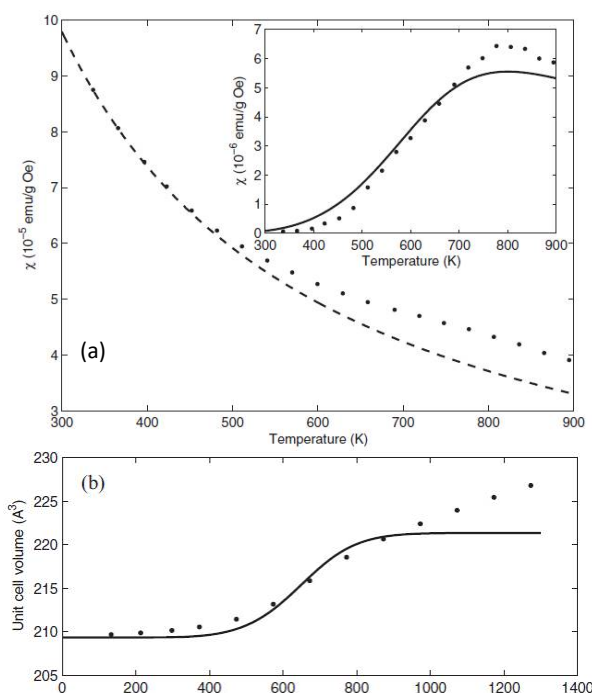 10
9
8
7
6
5
4
3
χ (10⁻⁵ emu/g Oe)
(a)
300 400 500 600 700 800 900
Temperature (K)
7
6
5
4
3
2
1
0
χ (10⁻⁶ emu/g Oe)
300 400 500 600 700 800 900
Temperature (K)
230
225
220
215
210
205
Unit cell volume (A³)
(b)
0 200 400 600 800 1000 1200 1400